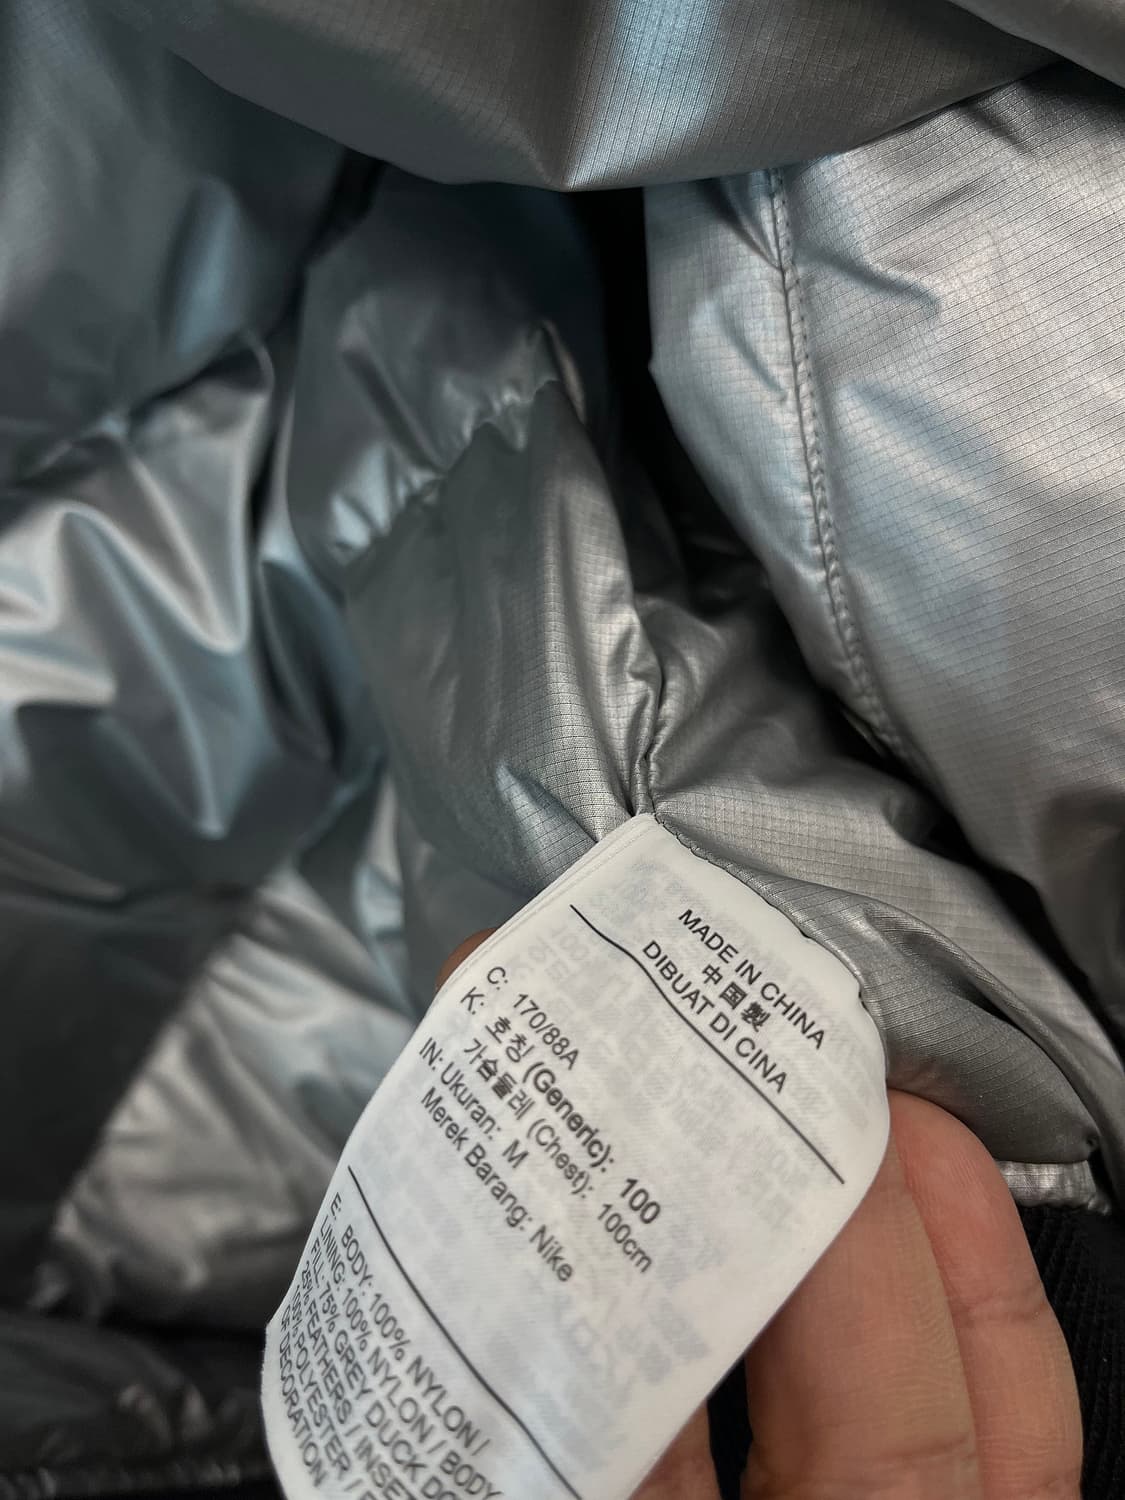 MADE IN CHINA
中国製
DIBUAT DI CINA
C: 170/88A
K: 호칭 (Generic): 100
가슴둘레 (Chest): 100cm
IN: Ukuran: M
Merek Barang: Nike
E: BODY: 100% NYLON /
LINING: 100% NYLON / BODY
FILL: 75% GREY DUCK DO
25% FEATHERS / INSET
100% POLYESTER /
OF DECORATION